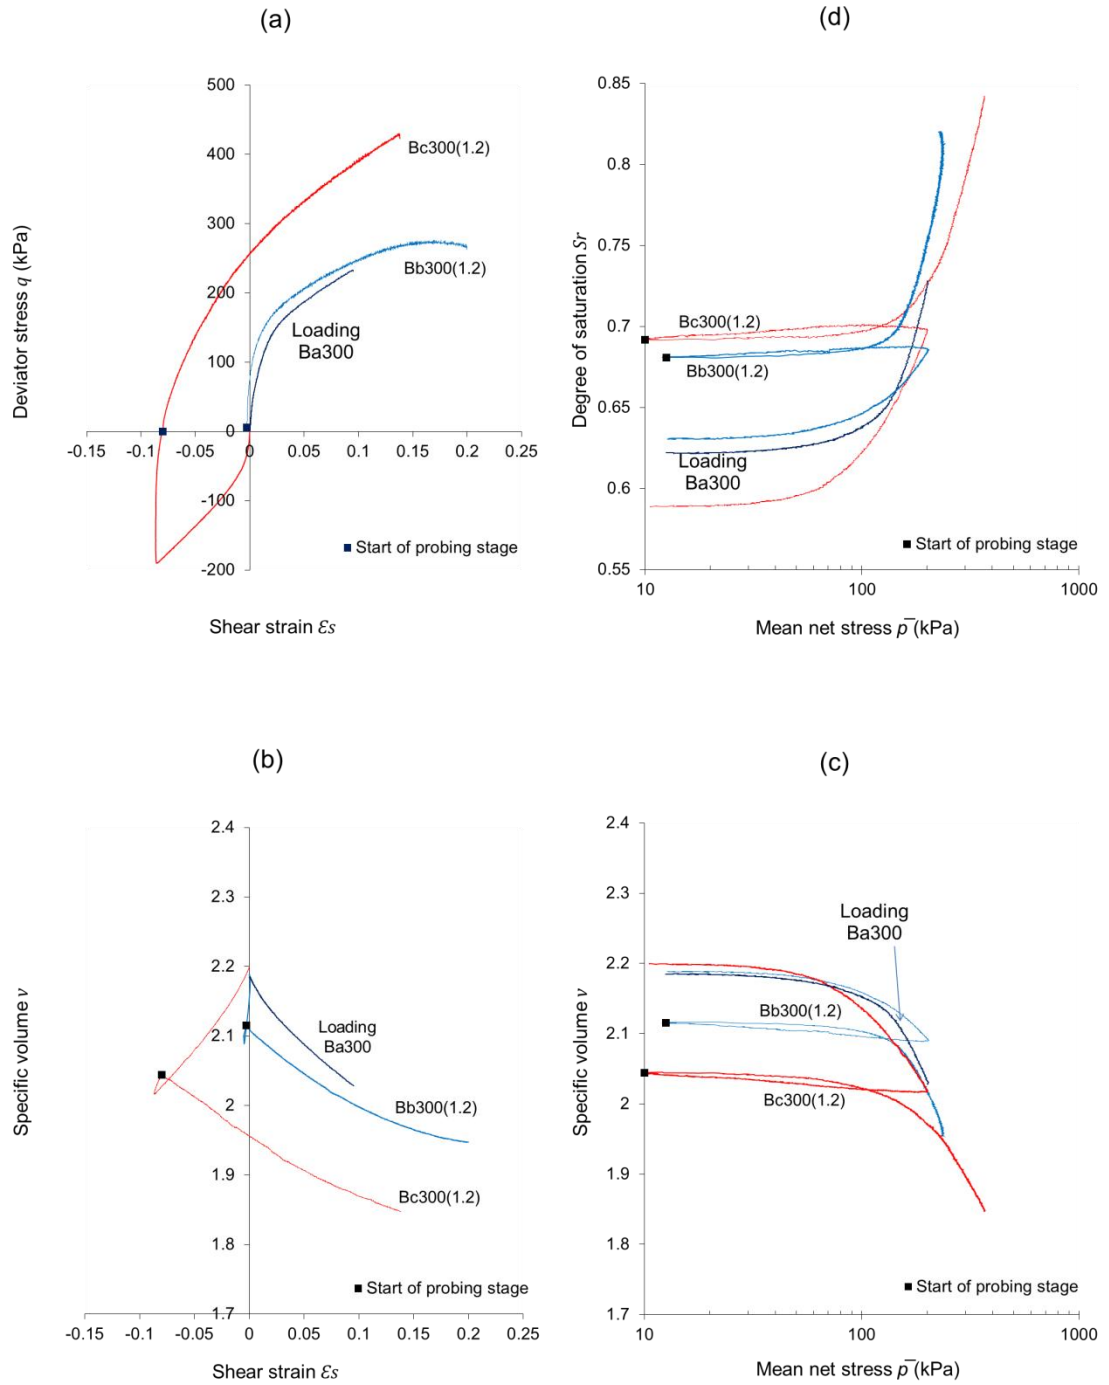 (a)
500
400
300
200
100
0
-100
-200
-0.15
-0.1
-0.05
0
0.05
0.1
0.15
0.2
0.25
Deviator stress q (kPa)
Shear strain Ɛs
Bc300(1.2)
Bb300(1.2)
Loading
Ba300
Start of probing stage
(d)
0.85
0.8
0.75
0.7
0.65
0.6
0.55
10
100
1000
Degree of saturation Sr
Mean net stress p̅ (kPa)
Bc300(1.2)
Bb300(1.2)
Loading
Ba300
Start of probing stage
(b)
2.4
2.3
2.2
2.1
2
1.9
1.8
1.7
-0.15
-0.1
-0.05
0
0.05
0.1
0.15
0.2
0.25
Specific volume v
Shear strain Ɛs
Loading
Ba300
Bb300(1.2)
Bc300(1.2)
Start of probing stage
(c)
2.4
2.3
2.2
2.1
2
1.9
1.8
1.7
10
100
1000
Specific volume v
Mean net stress p̅ (kPa)
Loading
Ba300
Bb300(1.2)
Bc300(1.2)
Start of probing stage